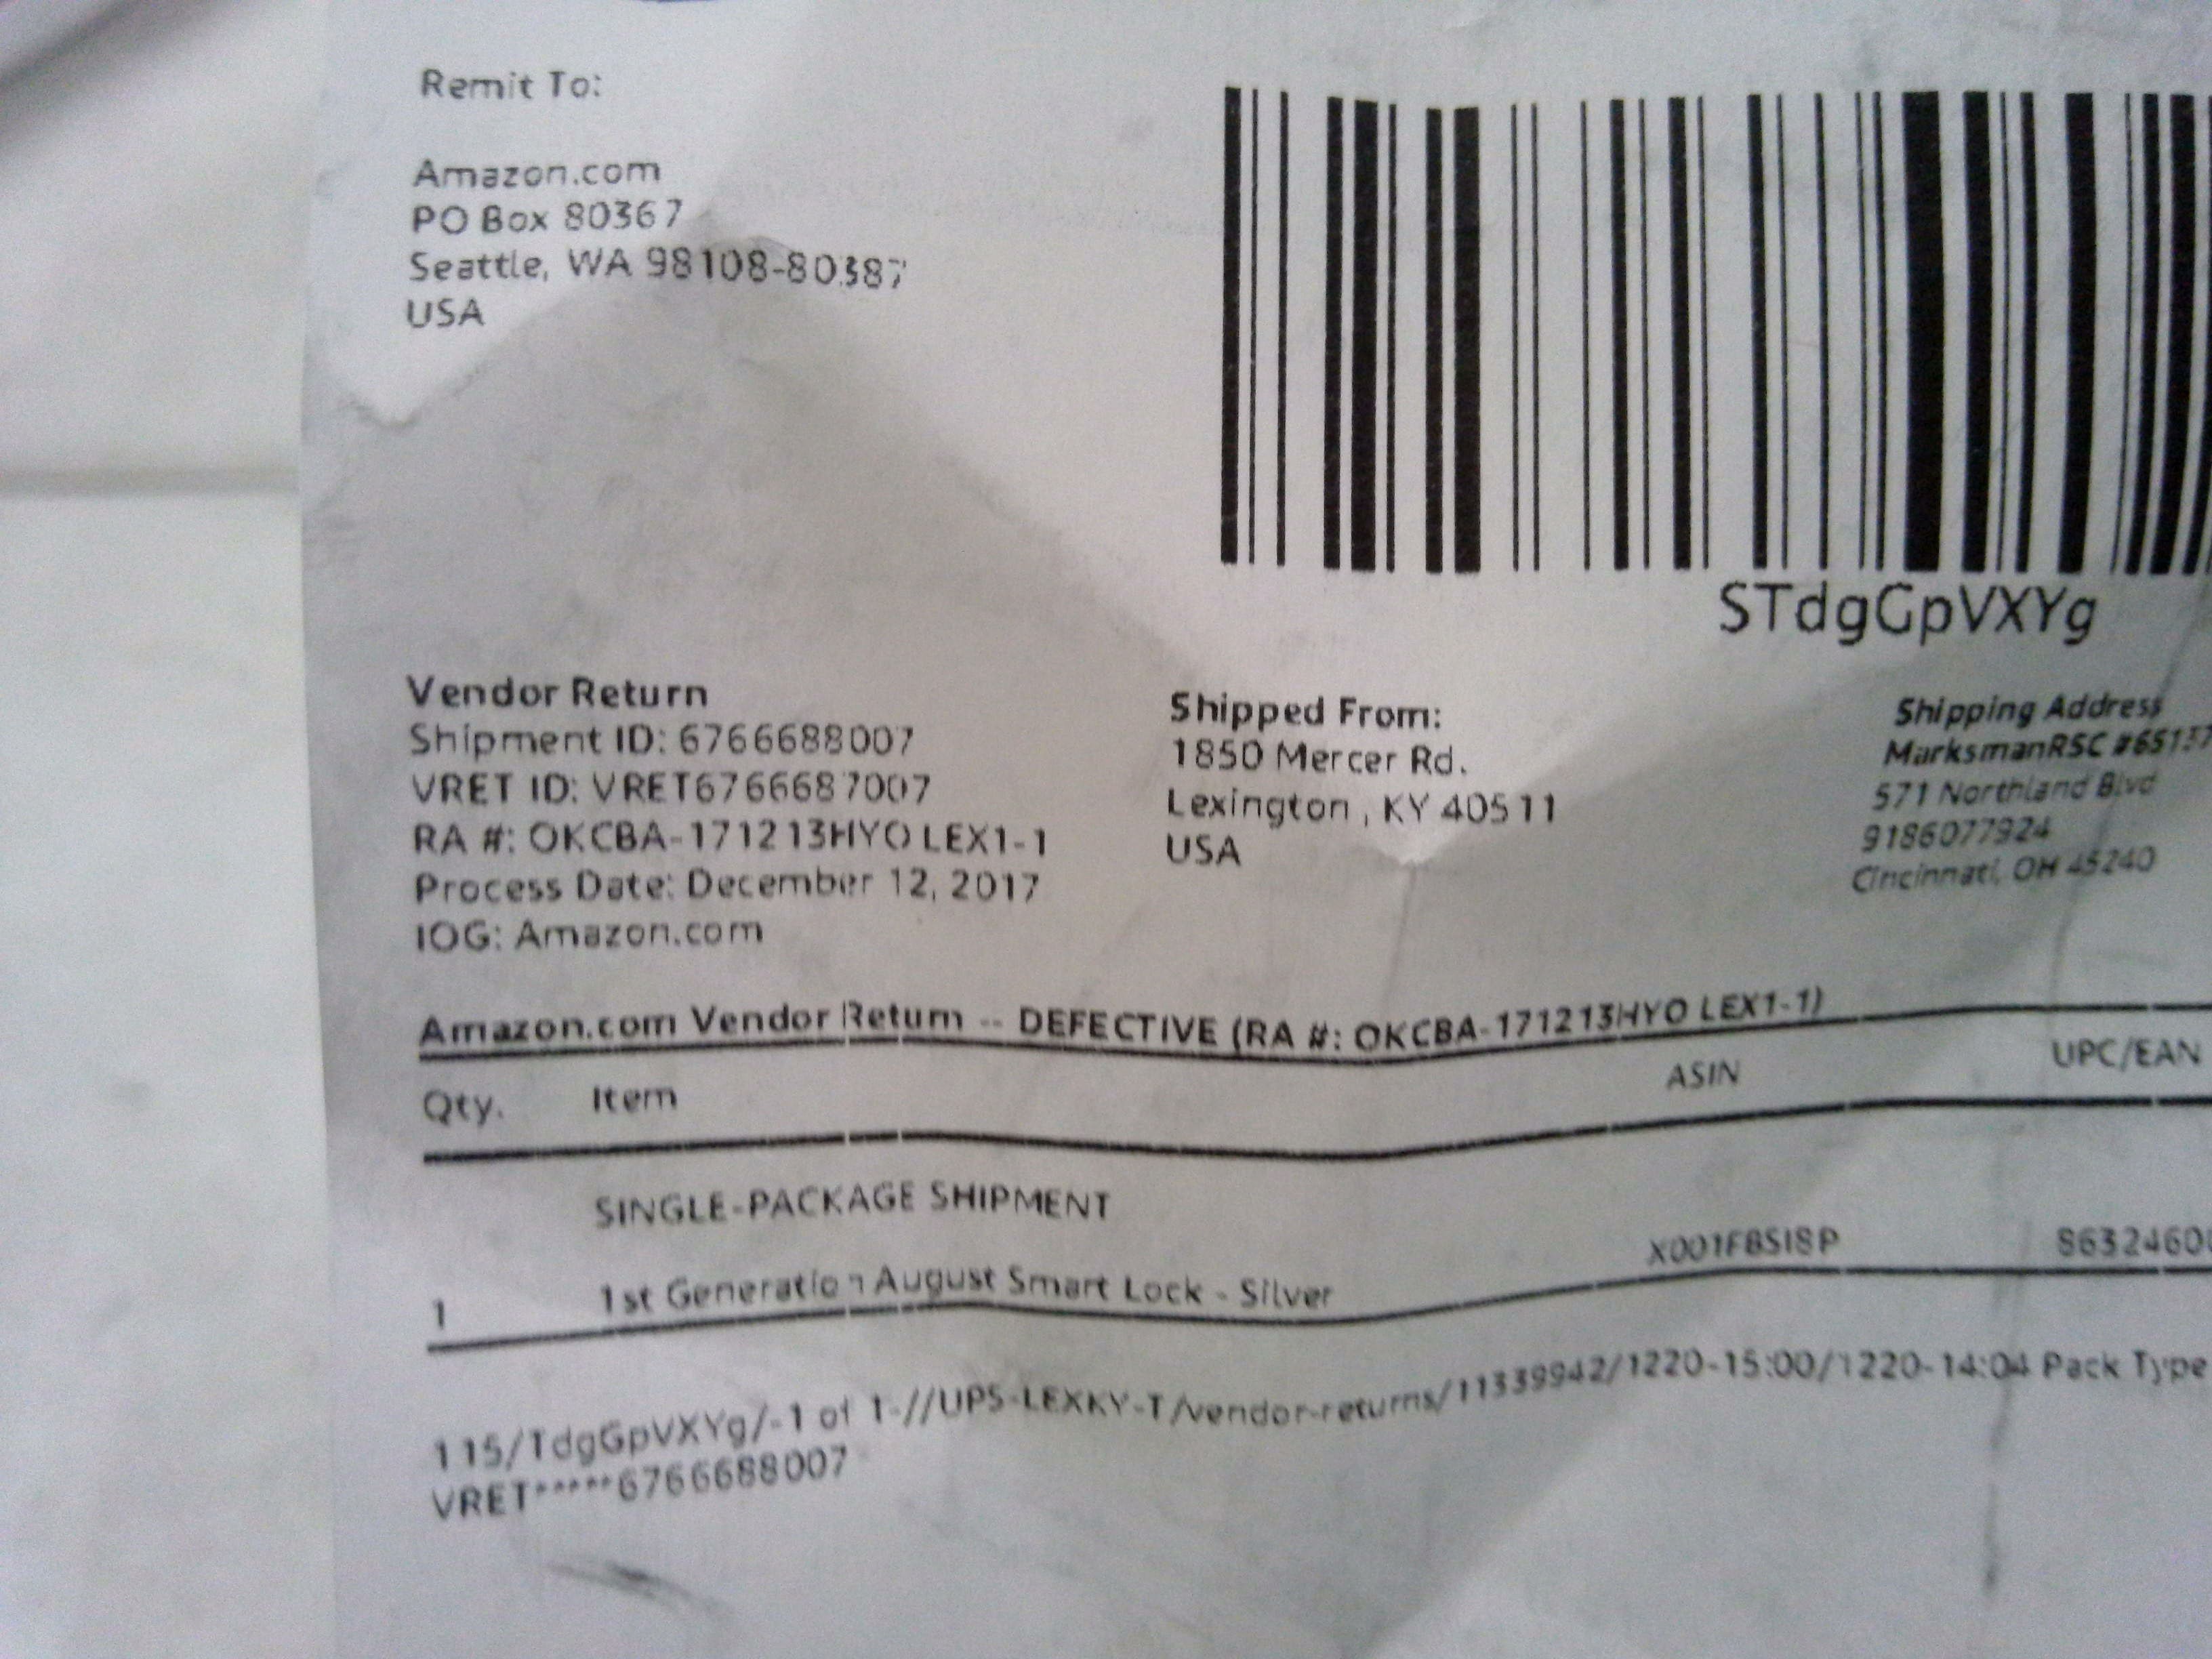 Remit To:
Amazon.com
PO Box 80367
Seattle, WA 98108-80387
USA
STdgGpVXYg
Vendor Return
Shipment ID: 6766688007
VRET ID: VRET6766687007
RA #: OKCBA-171213HYO LEX1-1
Process Date: December 12, 2017
IOG: Amazon.com
Shipped From:
1850 Mercer Rd.
Lexington , KY 40511
USA
Shipping Address
MarksmanRSC
571 Northland Blvd
9186077924
Cincinnati, OH 45240
Amazon.com Vendor Return -- DEFECTIVE (RA #: OKCBA-171213HYO LEX1-1)
Qty. Item ASIN UPC/EAN
SINGLE-PACKAGE SHIPMENT
1 1st Generation August Smart Lock - Silver X001FBSI8P
115/TdgGpVXYg/-1 of 1-//UPS-LEXKY-T/vendor-returns/11339942/1220-15:00/1220-14:04 Pack Type
VRET*****6766688007